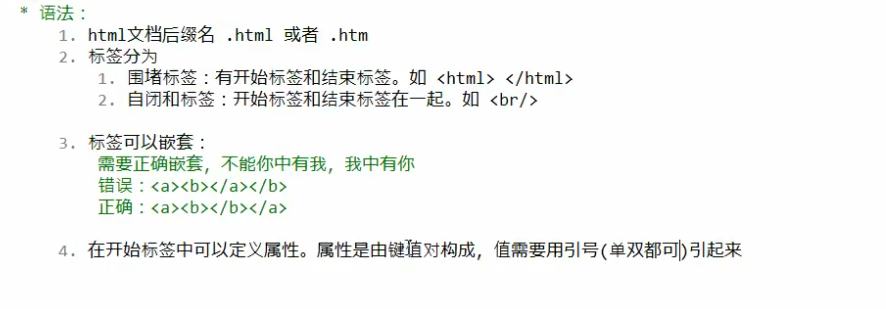 * 语法：
1. html文档后缀名 .html 或者 .htm
2. 标签分为
1. 围堵标签：有开始标签和结束标签。如 <html> </html>
2. 自闭和标签：开始标签和结束标签在一起。如 <br/>
3. 标签可以嵌套：
需要正确嵌套，不能你中有我，我中有你
错误：<a><b></a></b>
正确：<a><b></b></a>
4. 在开始标签中可以定义属性。属性是由键值对构成，值需要用引号(单双都可)引起来